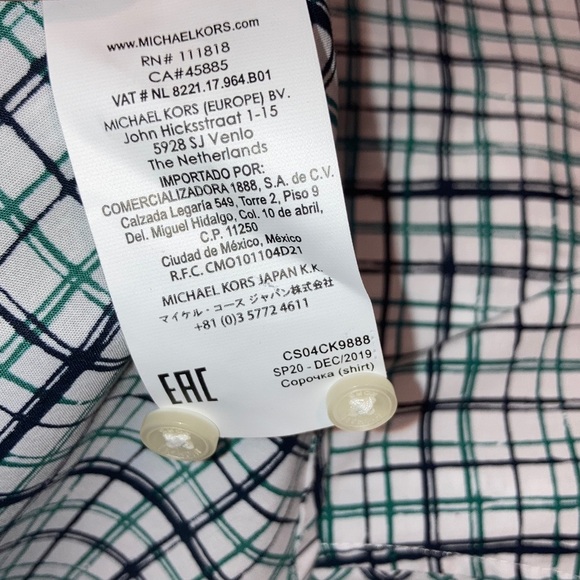 www.MICHAELKORS.com
RN# 111818
CA#45885
VAT # NL 8221.17.964.B01
MICHAEL KORS (EUROPE) BV.
John Hicksstraat 1-15
5928 SJ Venlo
The Netherlands
IMPORTADO POR:
COMERCIALIZADORA 1888, S.A. de C.V.
Calzada Legaría 549, Torre 2, Piso 9
Del. Miguel Hidalgo, Col. 10 de abril,
C.P. 11250
Ciudad de México, México
R.F.C. CMO101104D21
MICHAEL KORS JAPAN K.K.
マイケル・コース ジャパン株式会社
+81 (0)3 5772 4611
CS04CK9888
SP20 - DEC/2019
Сорочка (shirt)
EAC